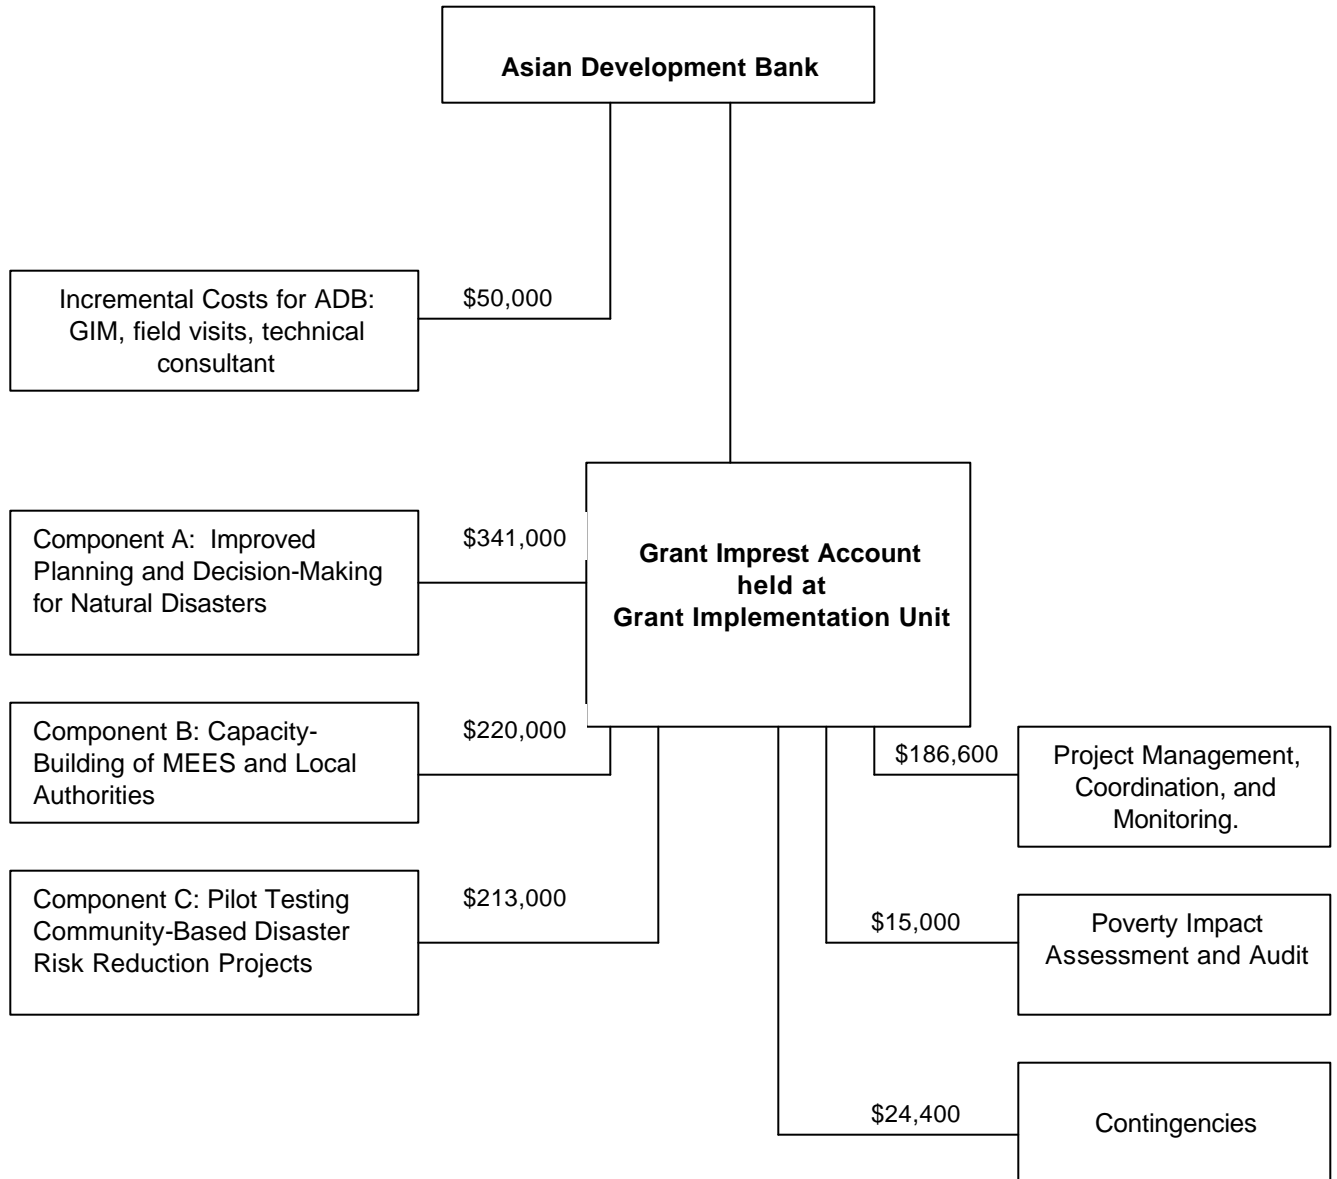 Asian Development Bank
Incremental Costs for ADB:
GIM, field visits, technical
consultant
$50,000
Component A: Improved
Planning and Decision-Making
for Natural Disasters
$341,000
Grant Imprest Account
held at
Grant Implementation Unit
Component B: Capacity-
Building of MEES and Local
Authorities
$220,000
$186,600
Project Management,
Coordination, and
Monitoring.
Component C: Pilot Testing
Community-Based Disaster
Risk Reduction Projects
$213,000
$15,000
Poverty Impact
Assessment and Audit
$24,400
Contingencies